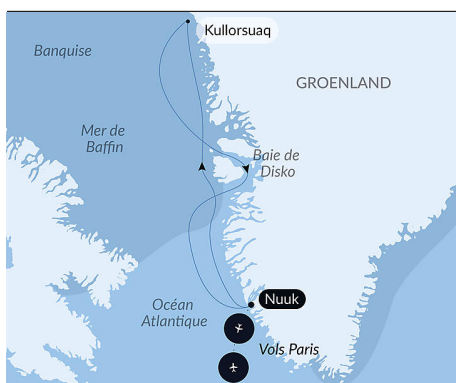 Kullorsuaq
Banquise
GROENLAND
Mer de
Baffin
Baie de
Disko
Océan
Atlantique
Nuuk
Vols Paris